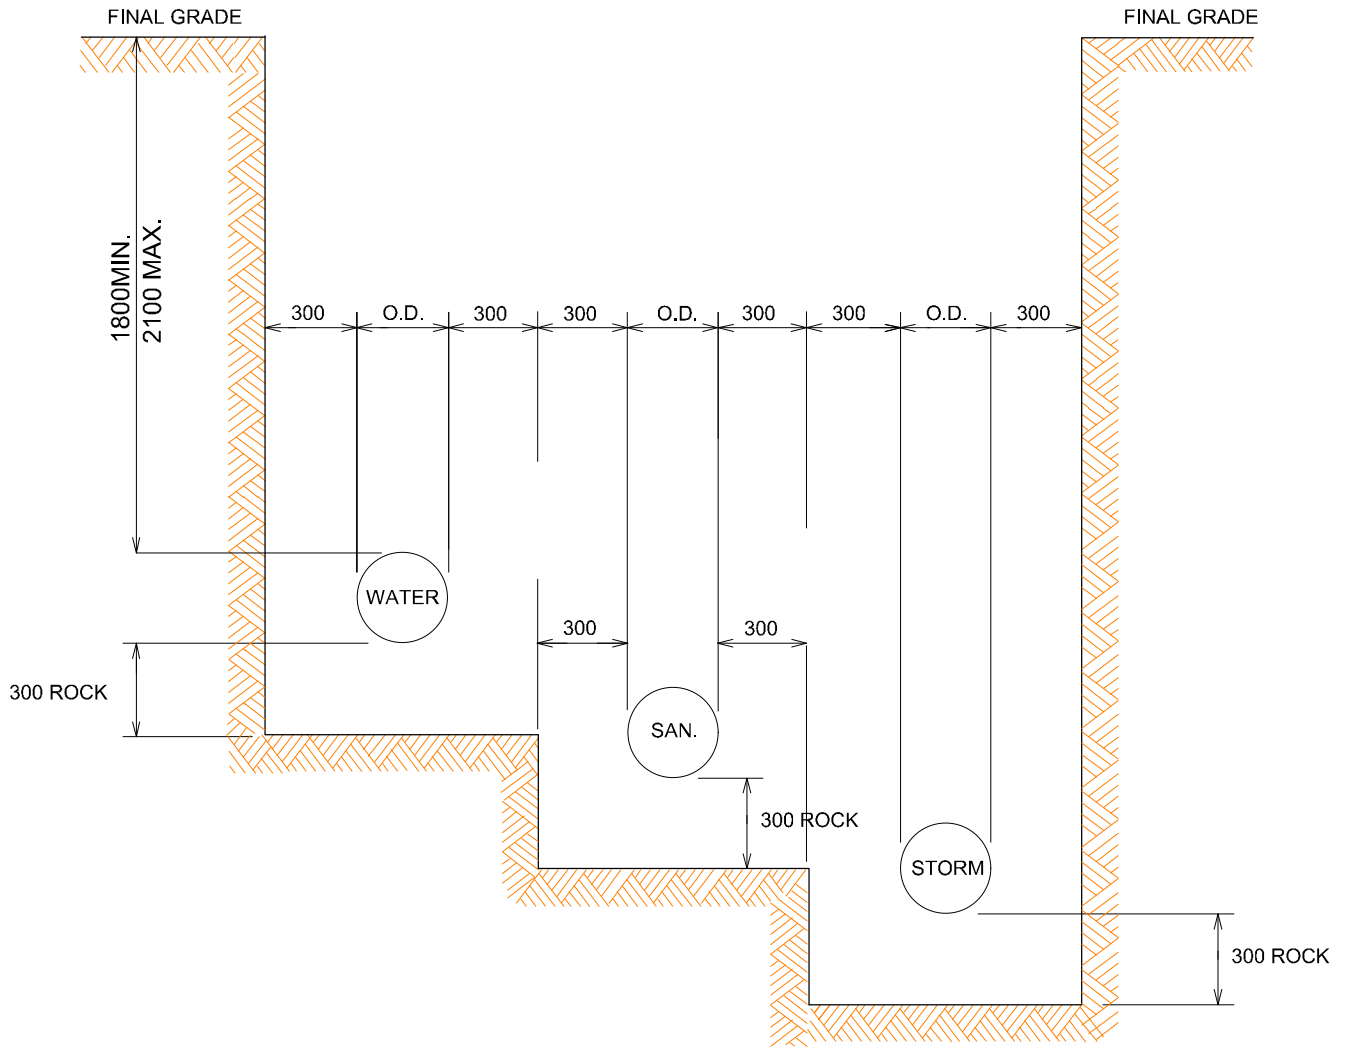 FINAL GRADE
FINAL GRADE
1800MIN.
2100 MAX.
300
O.D.
300
300
O.D.
300
300
O.D.
300
WATER
300
300
300 ROCK
SAN.
300 ROCK
STORM
300 ROCK